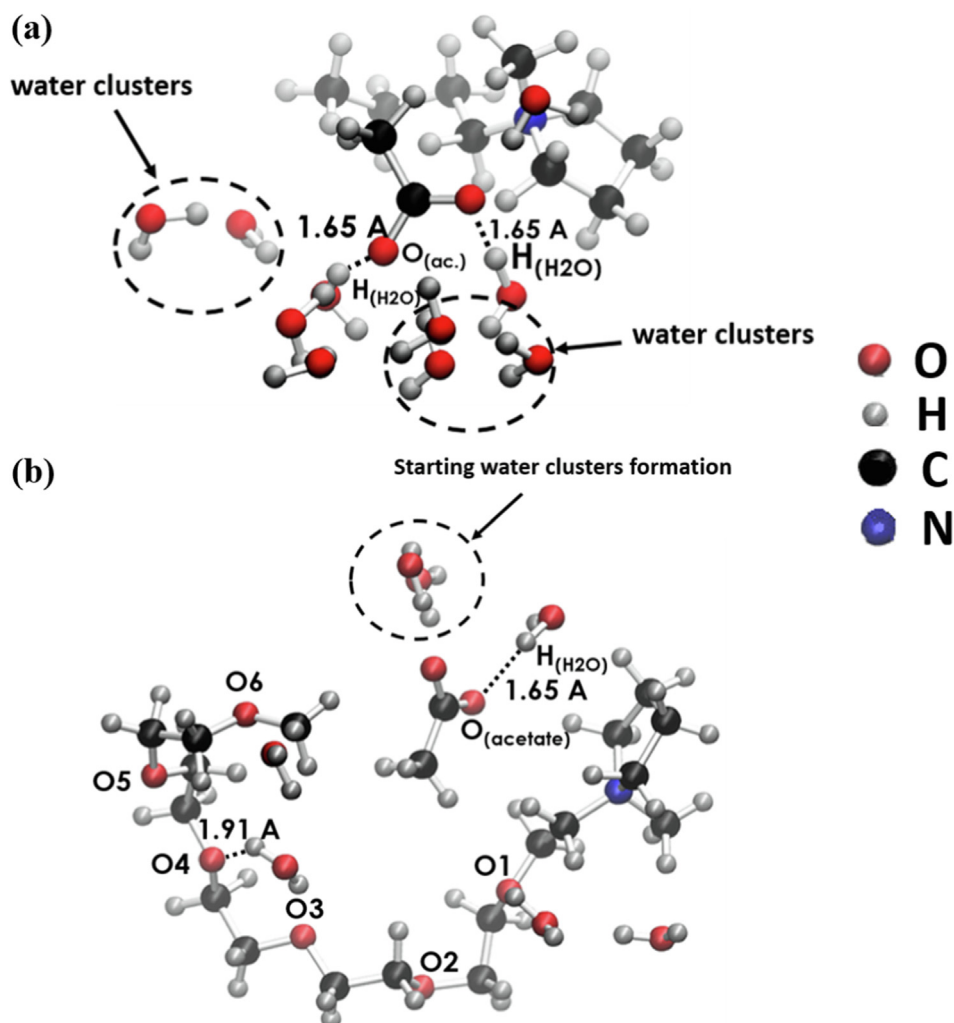 (a)
water clusters
1.65 A
1.65 A
O(ac.)
H(H2O)
H(H2O)
water clusters
O
H
C
N
(b)
Starting water clusters formation
H(H2O)
1.65 A
O(acetate)
O6
O5
1.91 A
O4
O3
O1
O2